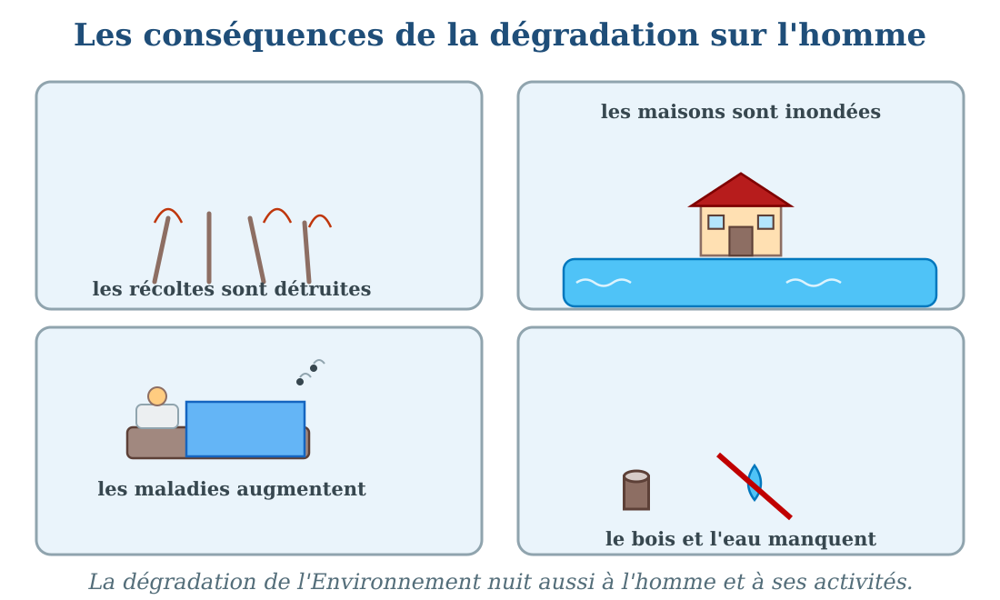 Les conséquences de la dégradation sur l'homme
les récoltes sont détruites
les maisons sont inondées
les maladies augmentent
le bois et l'eau manquent
La dégradation de l'Environnement nuit aussi à l'homme et à ses activités.